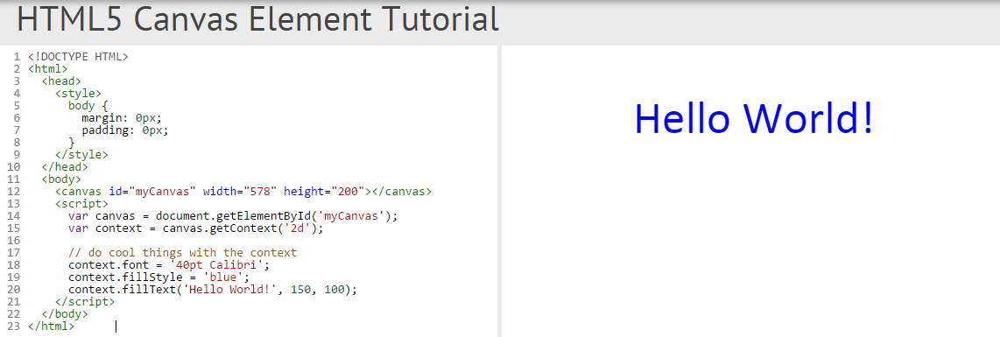 HTML5 Canvas Element Tutorial
1 <!DOCTYPE HTML>
2 <html>
3   <head>
4     <style>
5       body {
6         margin: 0px;
7         padding: 0px;
8       }
9     </style>
10   </head>
11   <body>
12     <canvas id="myCanvas" width="578" height="200"></canvas>
13     <script>
14       var canvas = document.getElementById('myCanvas');
15       var context = canvas.getContext('2d');
16
17       // do cool things with the context
18       context.font = '40pt Calibri';
19       context.fillStyle = 'blue';
20       context.fillText('Hello World!', 150, 100);
21     </script>
22   </body>
23 </html>
Hello World!